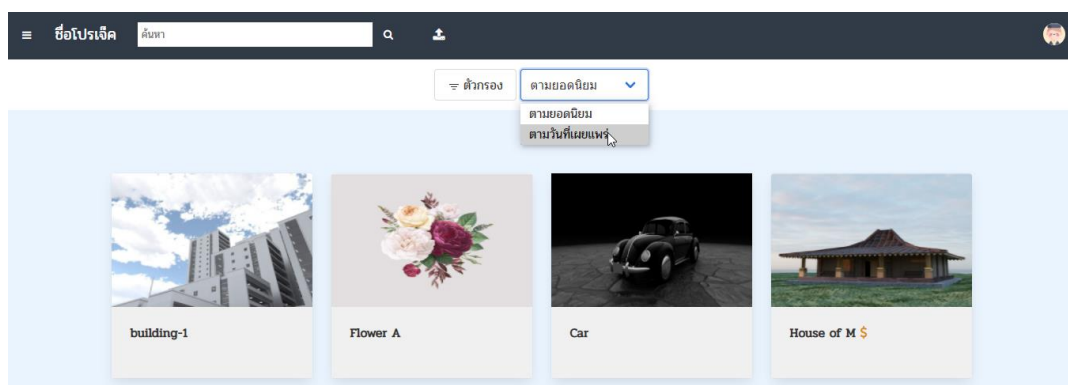 ชื่อโปรเจ็ค ค้นหา
ตัวกรอง ตามยอดนิยม
ตามยอดนิยม
ตามวันที่เผยแพร่
building-1 Flower A Car House of M $